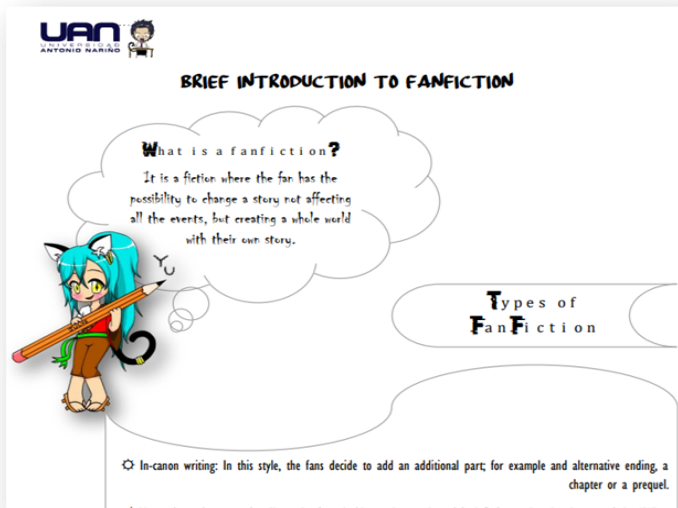 UAN
UNIVERSIDAD
ANTONIO NARIÑO
BRIEF INTRODUCTION TO FANFICTION
What is a fanfiction?
It is a fiction where the fan has the
possibility to change a story not affecting
all the events, but creating a whole world
with their own story.
YU
Types of
FanFiction
In-canon writing: In this style, the fans decide to add an additional part; for example and alternative ending, a
chapter or a prequel.